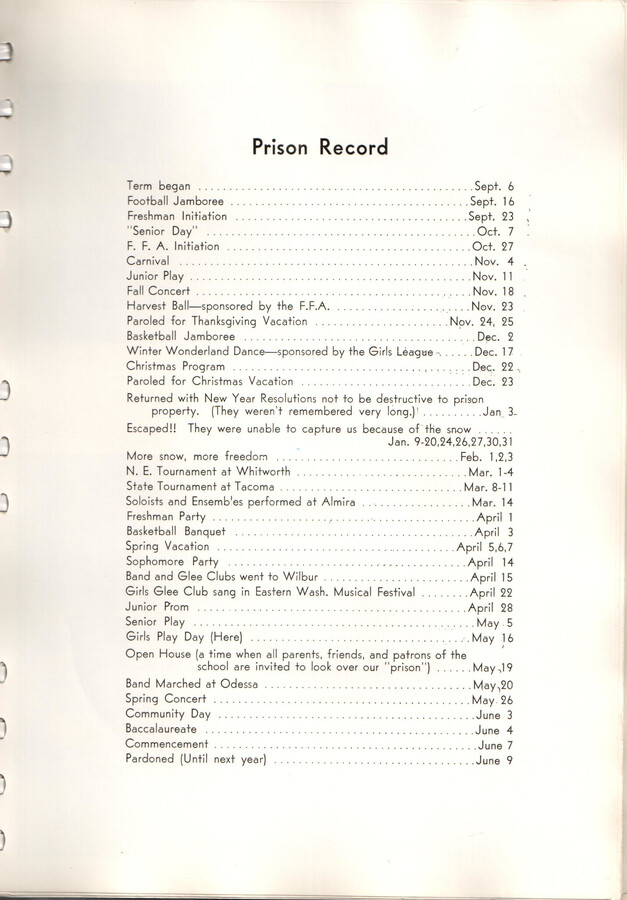 Prison Record
Term began ........ Sept. 6
Football Jamboree ........ Sept. 16
Freshman Initiation ........ Sept. 23
"Senior Day" ........ Oct. 7
F. F. A. Initiation ........ Oct. 27
Carnival ........ Nov. 4
Junior Play ........ Nov. 11
Fall Concert ........ Nov. 18
Harvest Ball—sponsored by the F.F.A. ........ Nov. 23
Paroled for Thanksgiving Vacation ........ Nov. 24, 25
Basketball Jamboree ........ Dec. 2
Winter Wonderland Dance—sponsored by the Girls League ...... Dec. 17
Christmas Program ........ Dec. 22
Paroled for Christmas Vacation ........ Dec. 23
Returned with New Year Resolutions not to be destructive to prison
property. (They weren't remembered very long.) ........ Jan 3
Escaped!! They were unable to capture us because of the snow ......
Jan. 9-20,24,26,27,30,31
More snow, more freedom ........ Feb. 1,2,3
N. E. Tournament at Whitworth ........ Mar. 1-4
State Tournament at Tacoma ........ Mar. 8-11
Soloists and Ensemb'es performed at Almira ........ Mar. 14
Freshman Party ........ April 1
Basketball Banquet ........ April 3
Spring Vacation ........ April 5,6,7
Sophomore Party ........ April 14
Band and Glee Clubs went to Wilbur ........ April 15
Girls Glee Club sang in Eastern Wash. Musical Festival ........ April 22
Junior Prom ........ April 28
Senior Play ........ May 5
Girls Play Day (Here) ........ May 16
Open House (a time when all parents, friends, and patrons of the
school are invited to look over our "prison") ...... May 19
Band Marched at Odessa ........ May 20
Spring Concert ........ May 26
Community Day ........ June 3
Baccalaureate ........ June 4
Commencement ........ June 7
Pardoned (Until next year) ........ June 9